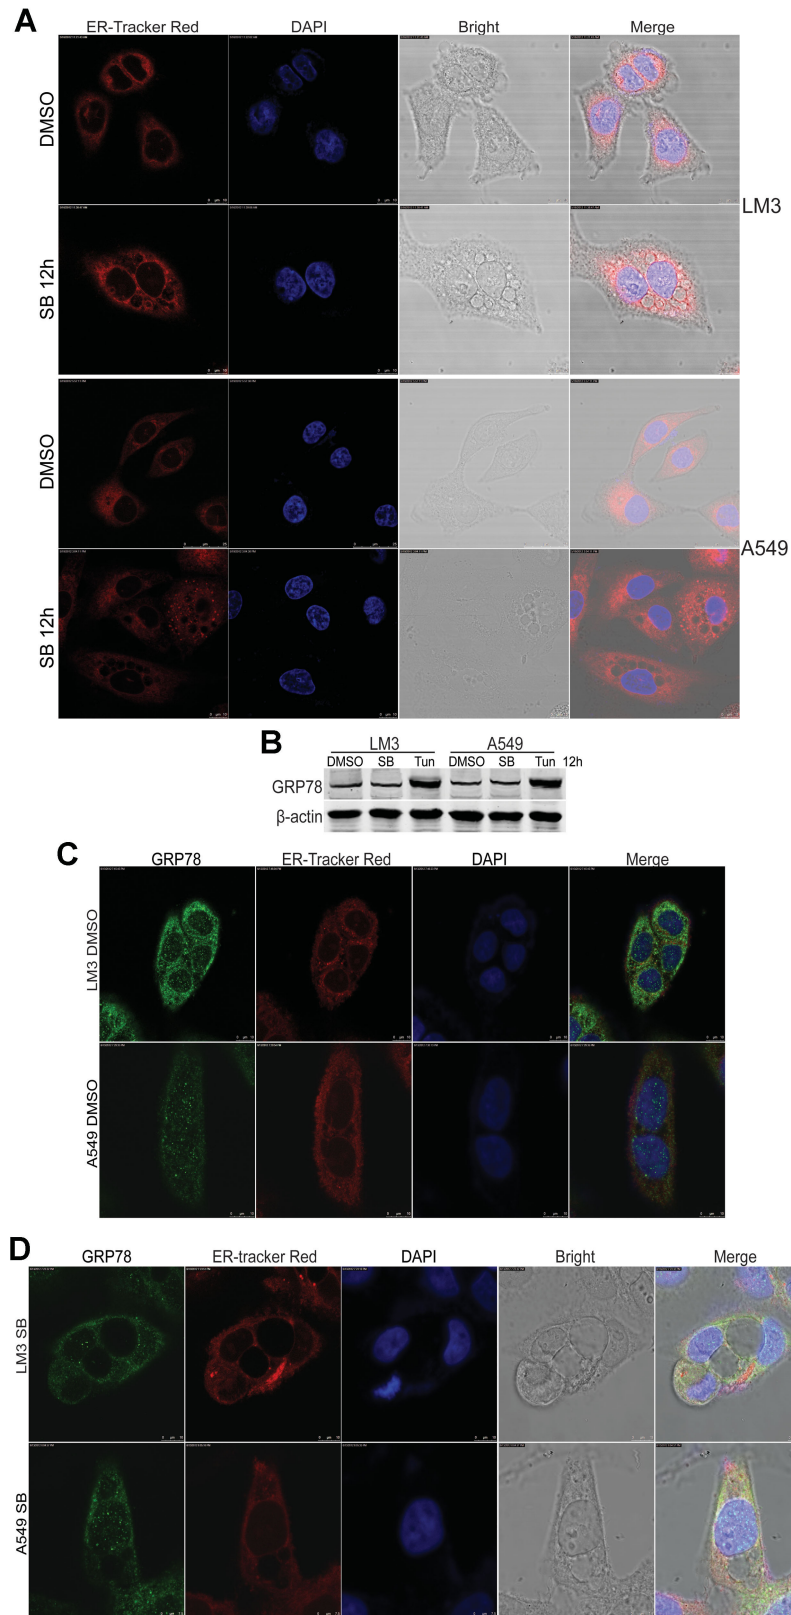 A
ER-Tracker Red DAPI Bright Merge
DMSO
LM3
SB 12h
DMSO
A549
SB 12h
B
LM3 A549
DMSO SB Tun DMSO SB Tun 12h
GRP78
β-actin
C
GRP78 ER-Tracker Red DAPI Merge
LM3 DMSO
A549 DMSO
D
GRP78 ER-tracker Red DAPI Bright Merge
LM3 SB
A549 SB